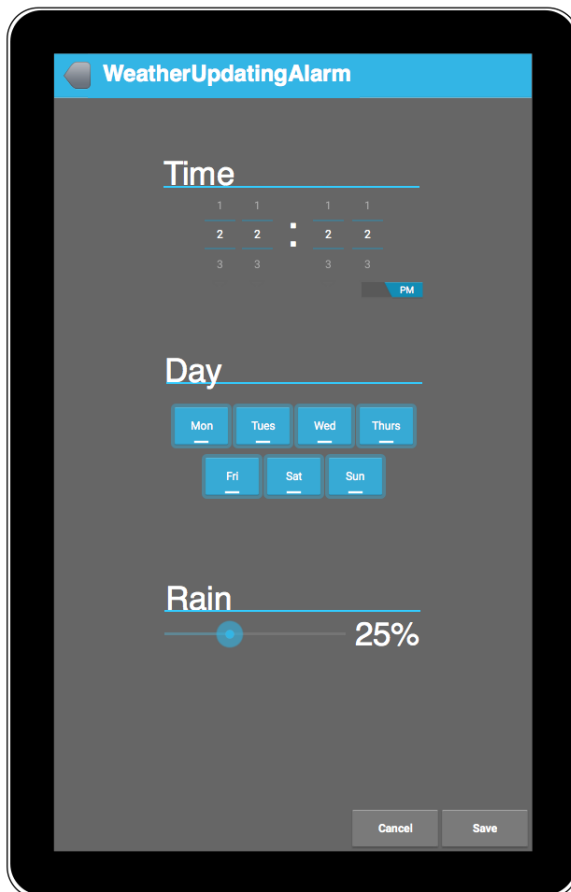 WeatherUpdatingAlarm
Time
1 1 1 1
2 2 : 2 2
3 3 3 3
PM
Day
Mon Tues Wed Thurs
Fri Sat Sun
Rain
25%
Cancel Save